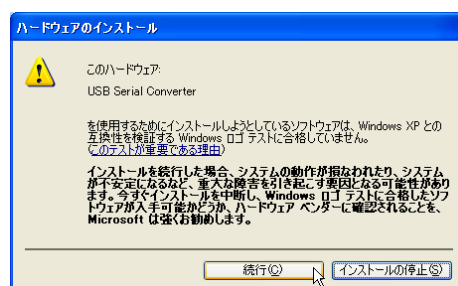 ハードウェアのインストール
このハードウェア:
USB Serial Converter
を使用するためにインストールしようとしているソフトウェアは、Windows XP との
互換性を検証する Windows ロゴ テストに合格していません。
(このテストが重要である理由)
インストールを続行した場合、システムの動作が損なわれたり、システム
が不安定になるなど、重大な障害を引き起こす要因となる可能性があり
ます。今すぐインストールを中断し、Windows ロゴ テストに合格したソフ
トウェアが入手可能かどうか、ハードウェア ベンダーに確認されることを、
Microsoft は強くお勧めします。
続行(C)
インストールの停止(S)